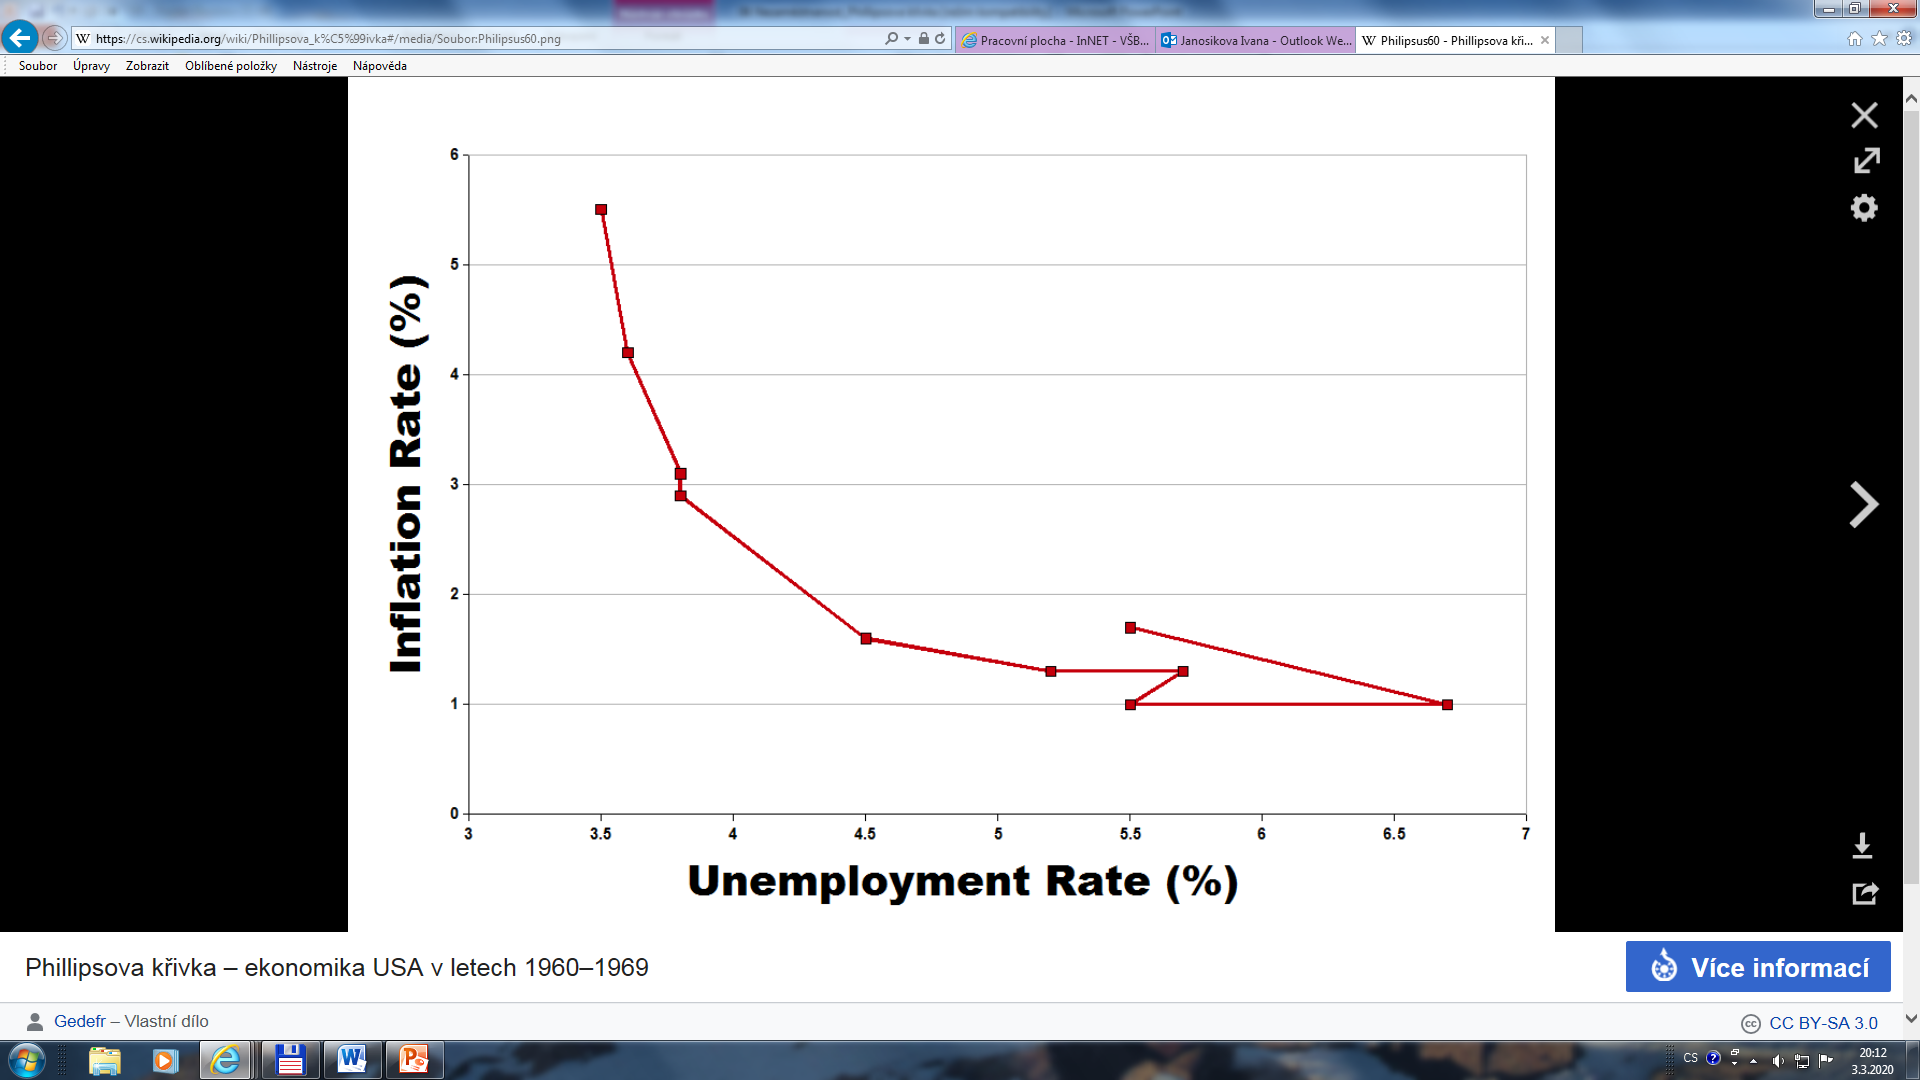 https://cs.wikipedia.org/wiki/Phillipsova_k%C5%99ivka#/media/Soubor:Philipsus60.png
Pracovní plocha - InNET - VŠB...
Janosikova Ivana - Outlook We...
Philipsus60 - Phillipsova kři...
Soubor Úpravy Zobrazit Oblíbené položky Nástroje Nápověda
6
5
4
3
2
1
0
Inflation Rate (%)
3 3.5 4 4.5 5 5.5 6 6.5 7
Unemployment Rate (%)
Phillipsova křivka – ekonomika USA v letech 1960–1969
Více informací
Gedefr – Vlastní dílo
CC BY-SA 3.0
CS
20:12
3.3.2020